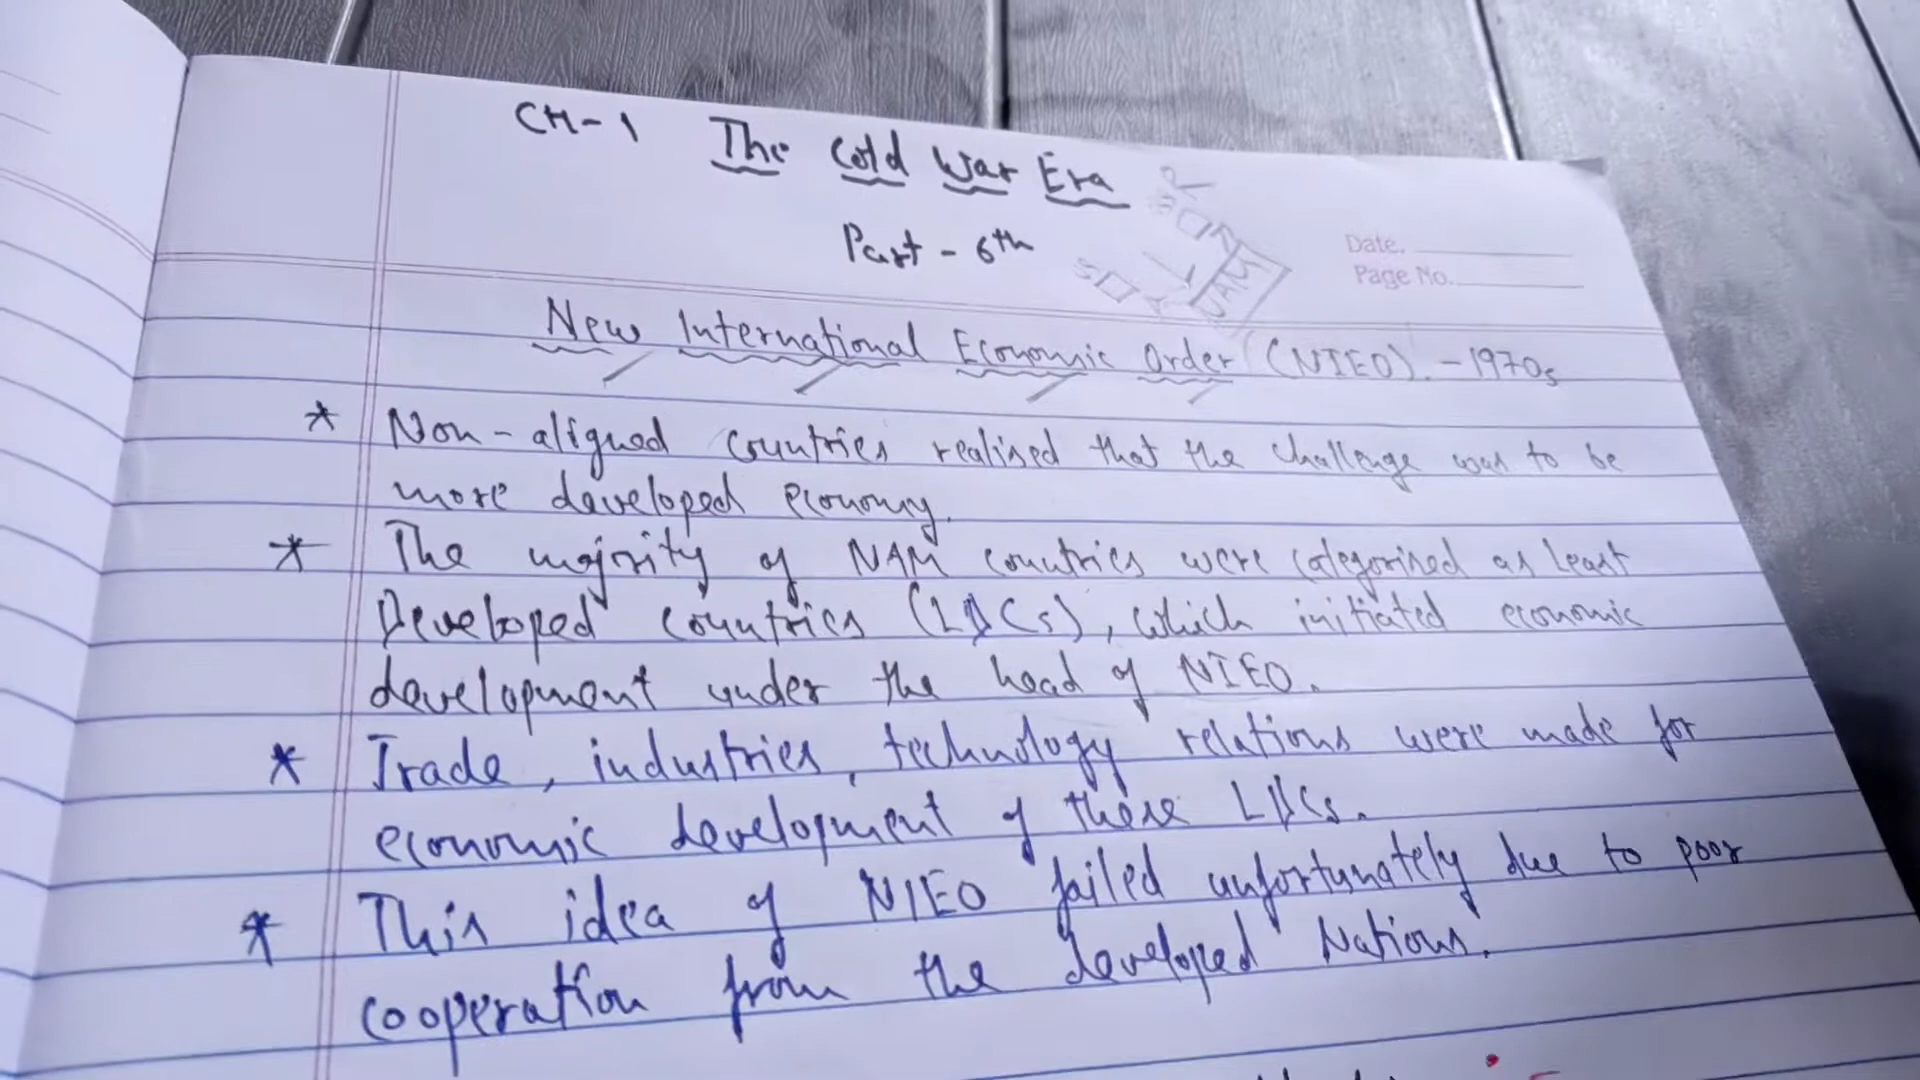 CH-1 The Cold War Era
Part - 6th
Date.
Page No.
New International Economic Order (NIEO). - 1970s
* Non-aligned countries realised that the challenge was to be
more developed economy.
* The majority of NAM countries were categorised as Least
Developed countries (LDCs), which initiated economic
development under the head of NIEO.
* Trade, industries, technology relations were made for
economic development of these LDCs.
* This idea of NIEO failed unfortunately due to poor
cooperation from the developed Nations.